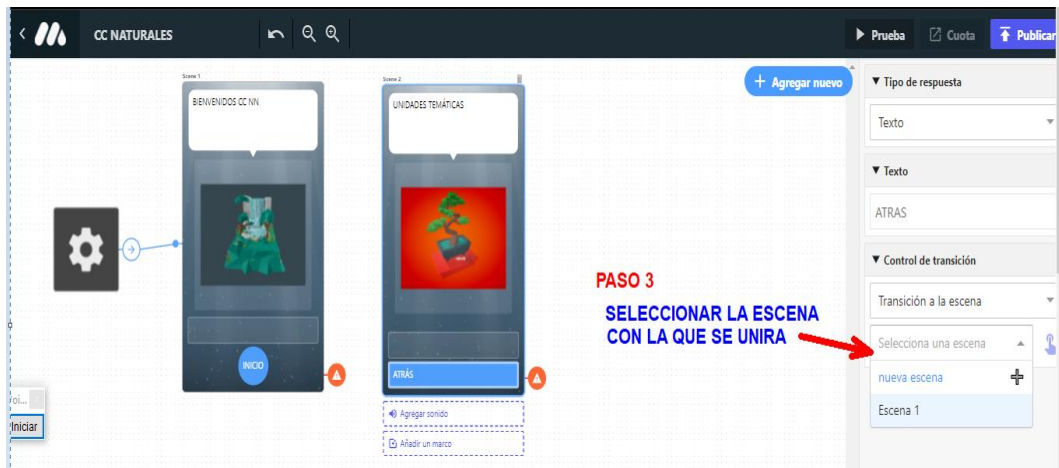 CC NATURALES
Prueba
Cuota
Publicar
Scene 1
BIENVENIDOS CC NN
INICIO
Scene 2
UNIDADES TEMÁTICAS
ATRÁS
Agregar sonido
Añadir un marco
+ Agregar nuevo
PASO 3
SELECCIONAR LA ESCENA
CON LA QUE SE UNIRA
Tipo de respuesta
Texto
Texto
ATRAS
Control de transición
Transición a la escena
Selecciona una escena
nueva escena
Escena 1
Iniciar